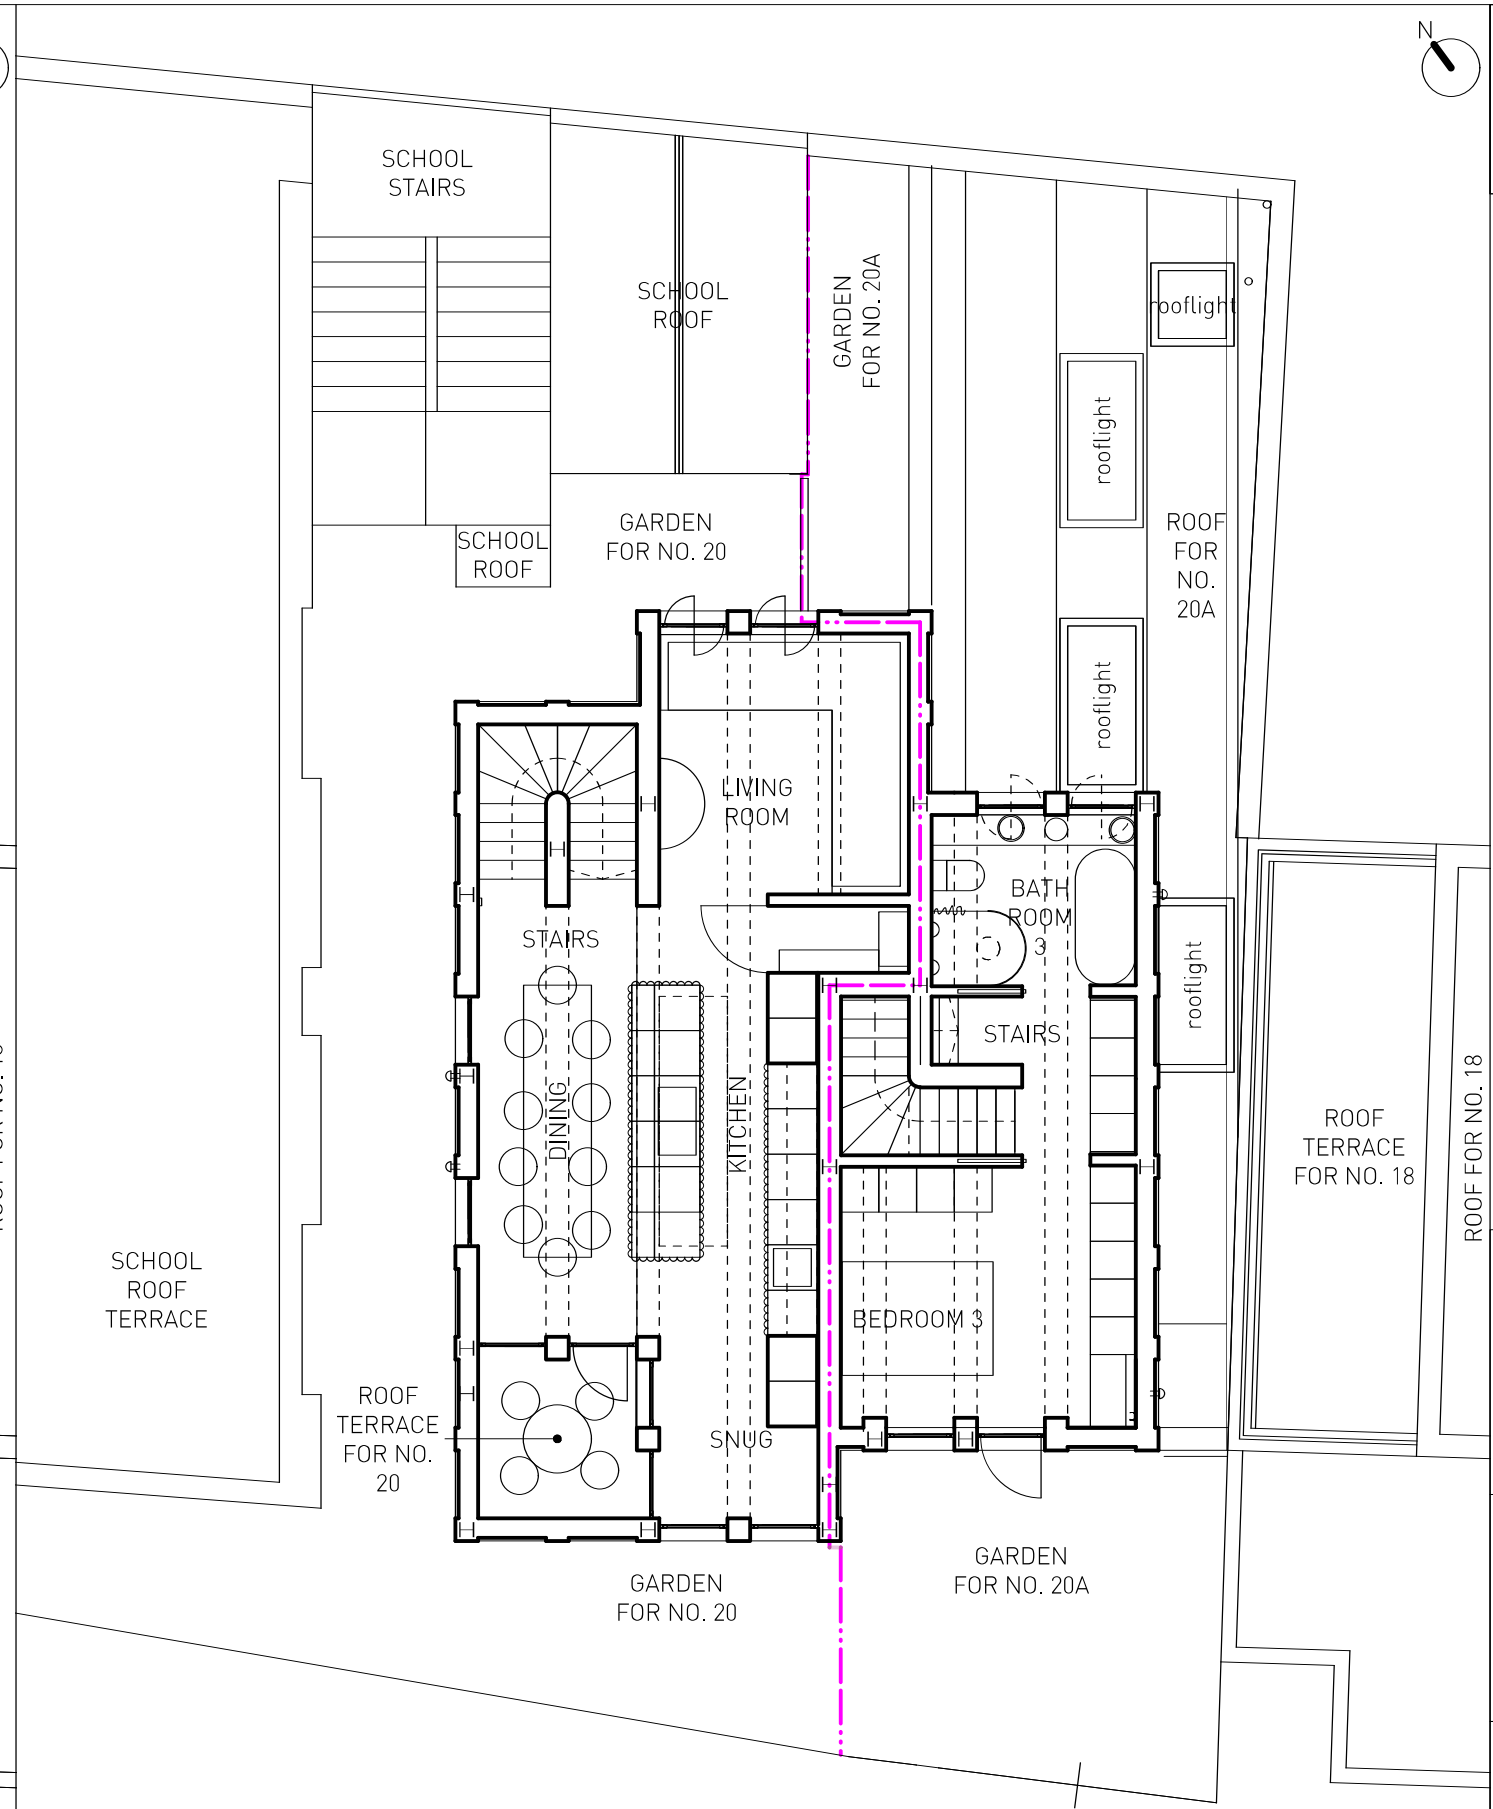 N
SCHOOL
STAIRS
SCHOOL
ROOF
GARDEN
FOR NO. 20A
rooflight
rooflight
ROOF
FOR
NO.
20A
GARDEN
FOR NO. 20
SCHOOL
ROOF
rooflight
LIVING
ROOM
BATH
ROOM
3
STAIRS
rooflight
STAIRS
DINING
KITCHEN
ROOF
TERRACE
FOR NO. 18
ROOF FOR NO. 18
SCHOOL
ROOF
TERRACE
BEDROOM 3
ROOF
TERRACE
FOR NO.
20
SNUG
GARDEN
FOR NO. 20A
GARDEN
FOR NO. 20